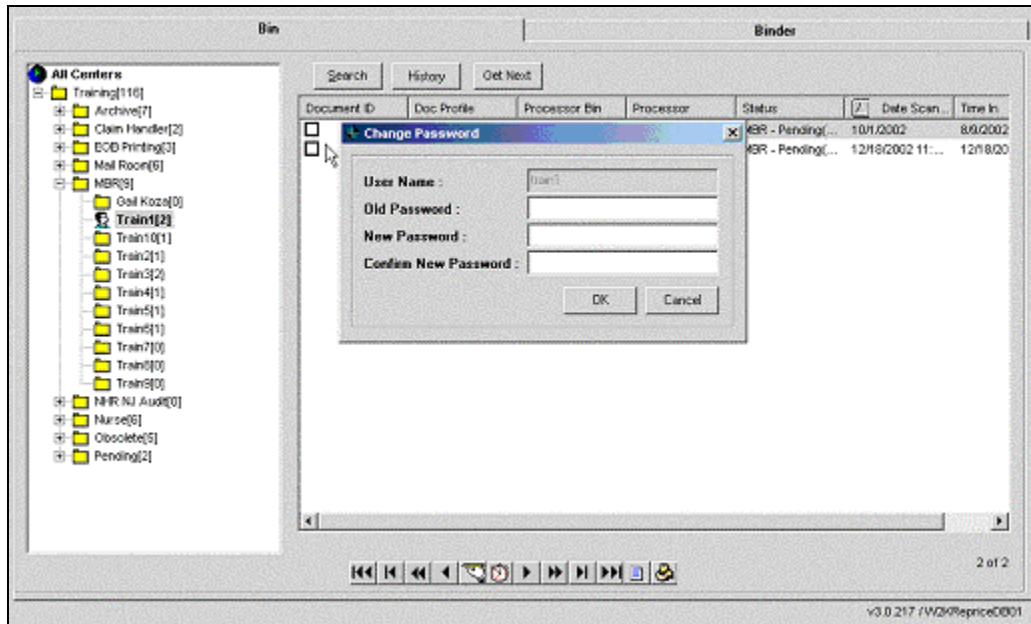 Bin
Binder
All Centers
Training[116]
Archive[7]
Claim Handler[2]
EOB Printing[3]
Mail Room[6]
MBR[9]
Gail Koza[0]
Train1[2]
Train10[1]
Train2[1]
Train3[2]
Train4[1]
Train5[1]
Train6[1]
Train7[0]
Train8[0]
Train9[0]
NHR NJ Audit[0]
Nurse[6]
Obsolete[5]
Pending[2]
Search History Get Next
Document ID Doc Profile Processor Bin Processor Status Date Scan... Time In
MBR - Pending(... 10/1/2002 8/9/2002
MBR - Pending(... 12/18/2002 11:... 12/18/20
Change Password
User Name : train1
Old Password :
New Password :
Confirm New Password :
OK Cancel
2 of 2
v3.0.217 / W2KRepriceDB01